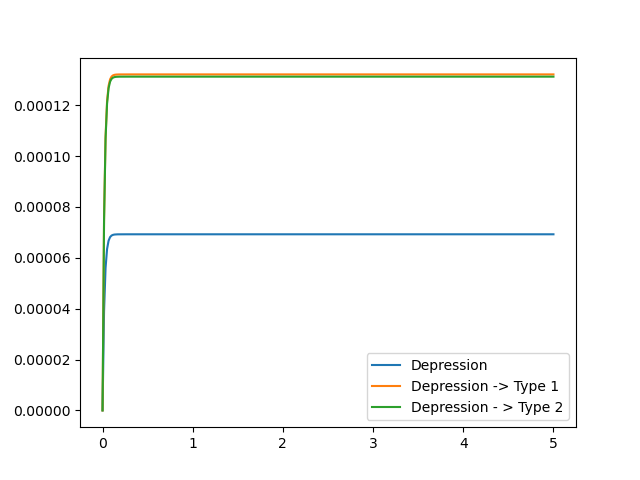 0.00012
0.00010
0.00008
0.00006
0.00004
0.00002
0.00000
0 1 2 3 4 5
Depression
Depression -> Type 1
Depression - > Type 2